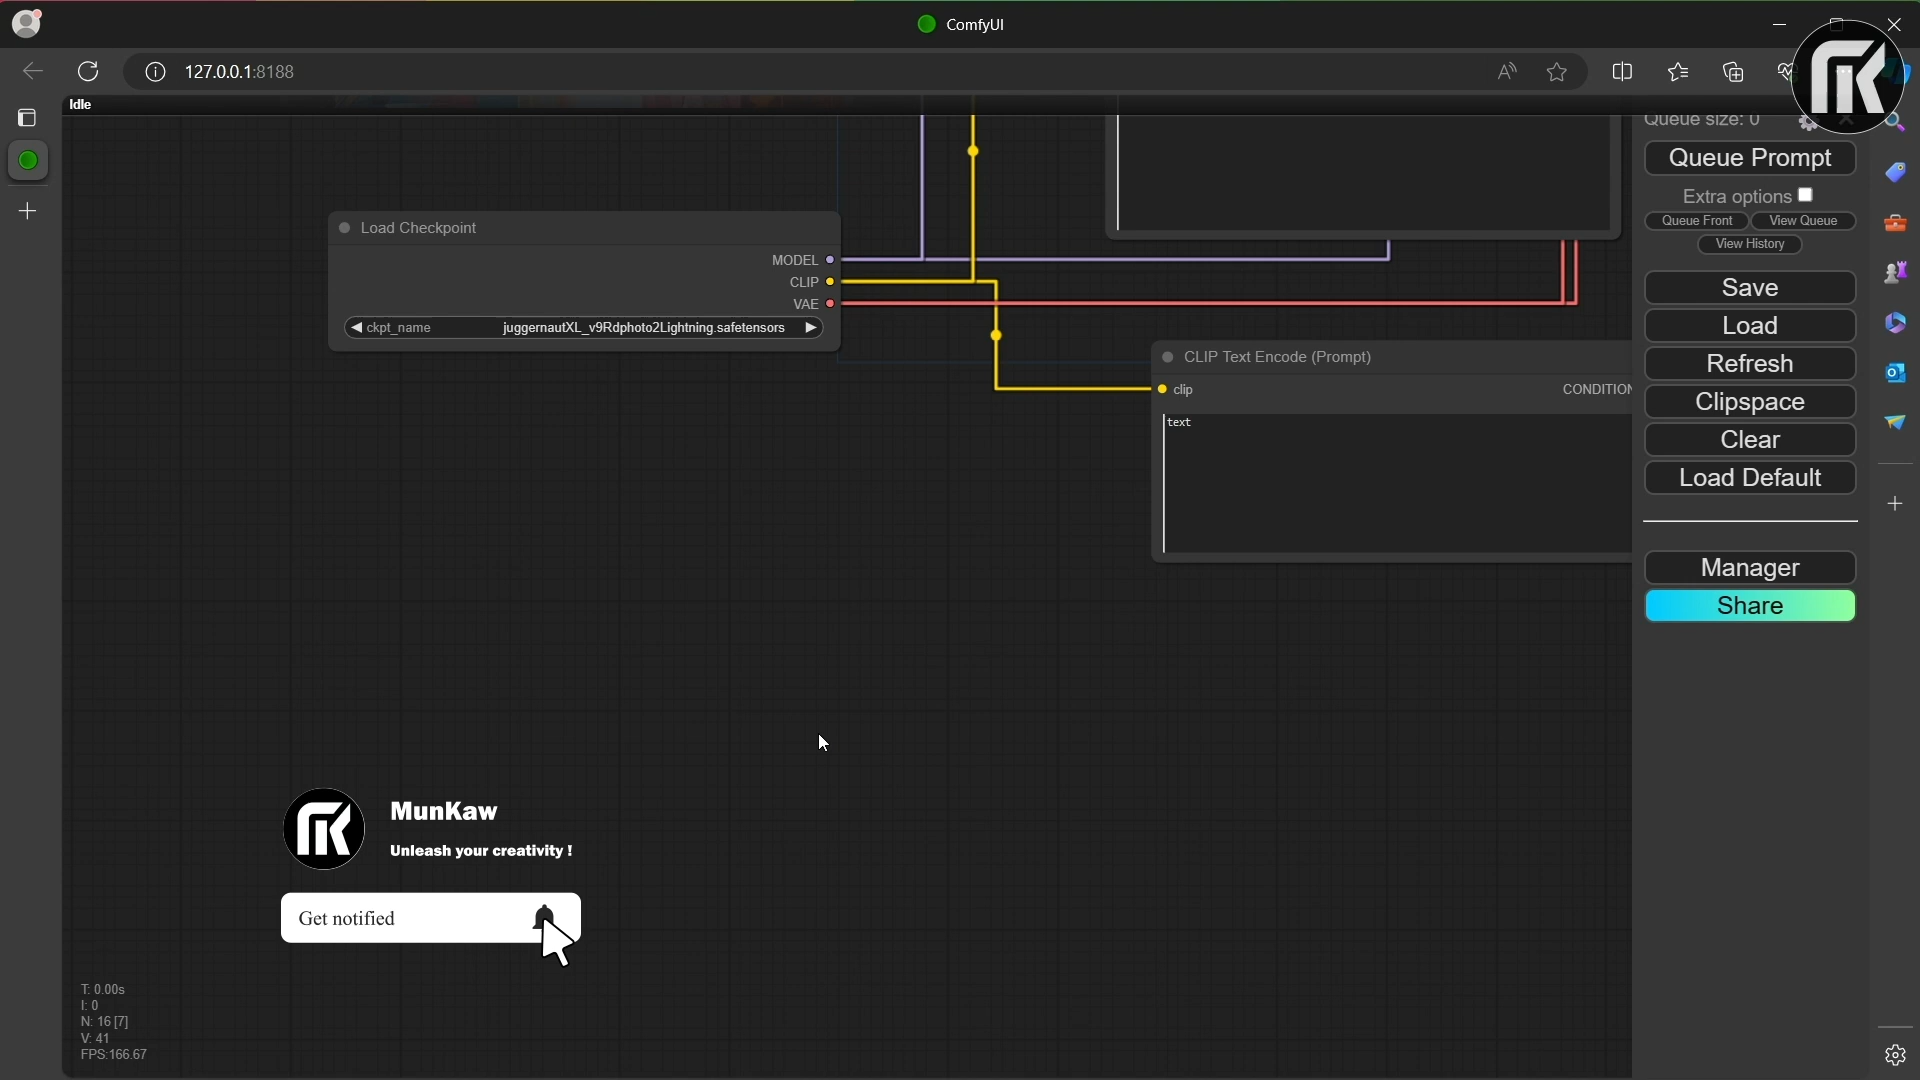 ComfyUI
127.0.0.1:8188
Idle
Queue size: 0
Queue Prompt
Extra options
Queue Front
View Queue
View History
Save
Load
Refresh
Clipspace
Clear
Load Default
Manager
Share
Load Checkpoint
MODEL
CLIP
VAE
ckpt_name juggernautXL_v9Rdphoto2Lightning.safetensors
CLIP Text Encode (Prompt)
clip CONDITION
text
MunKaw
Unleash your creativity !
Get notified
T: 0.00s
I: 0
N: 16 [7]
V: 41
FPS:166.67